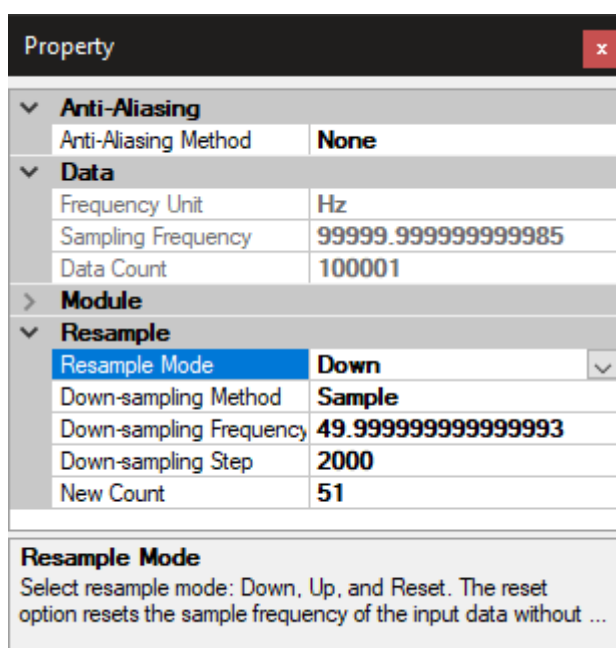 Property
x
Anti-Aliasing
Anti-Aliasing Method None
Data
Frequency Unit Hz
Sampling Frequency 99999.999999999985
Data Count 100001
Module
Resample
Resample Mode Down
Down-sampling Method Sample
Down-sampling Frequency 49.999999999999993
Down-sampling Step 2000
New Count 51
Resample Mode
Select resample mode: Down, Up, and Reset. The reset
option resets the sample frequency of the input data without ...